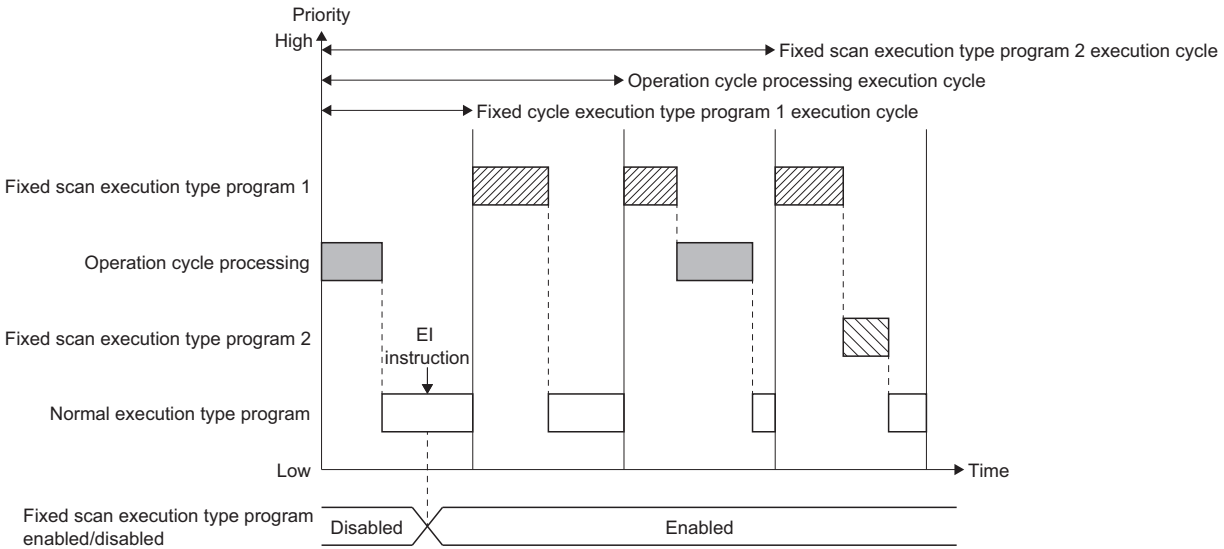 Priority
High
Fixed scan execution type program 2 execution cycle
Operation cycle processing execution cycle
Fixed cycle execution type program 1 execution cycle
Fixed scan execution type program 1
Operation cycle processing
Fixed scan execution type program 2
EI
instruction
Normal execution type program
Low
Time
Fixed scan execution type program
enabled/disabled
Disabled
Enabled